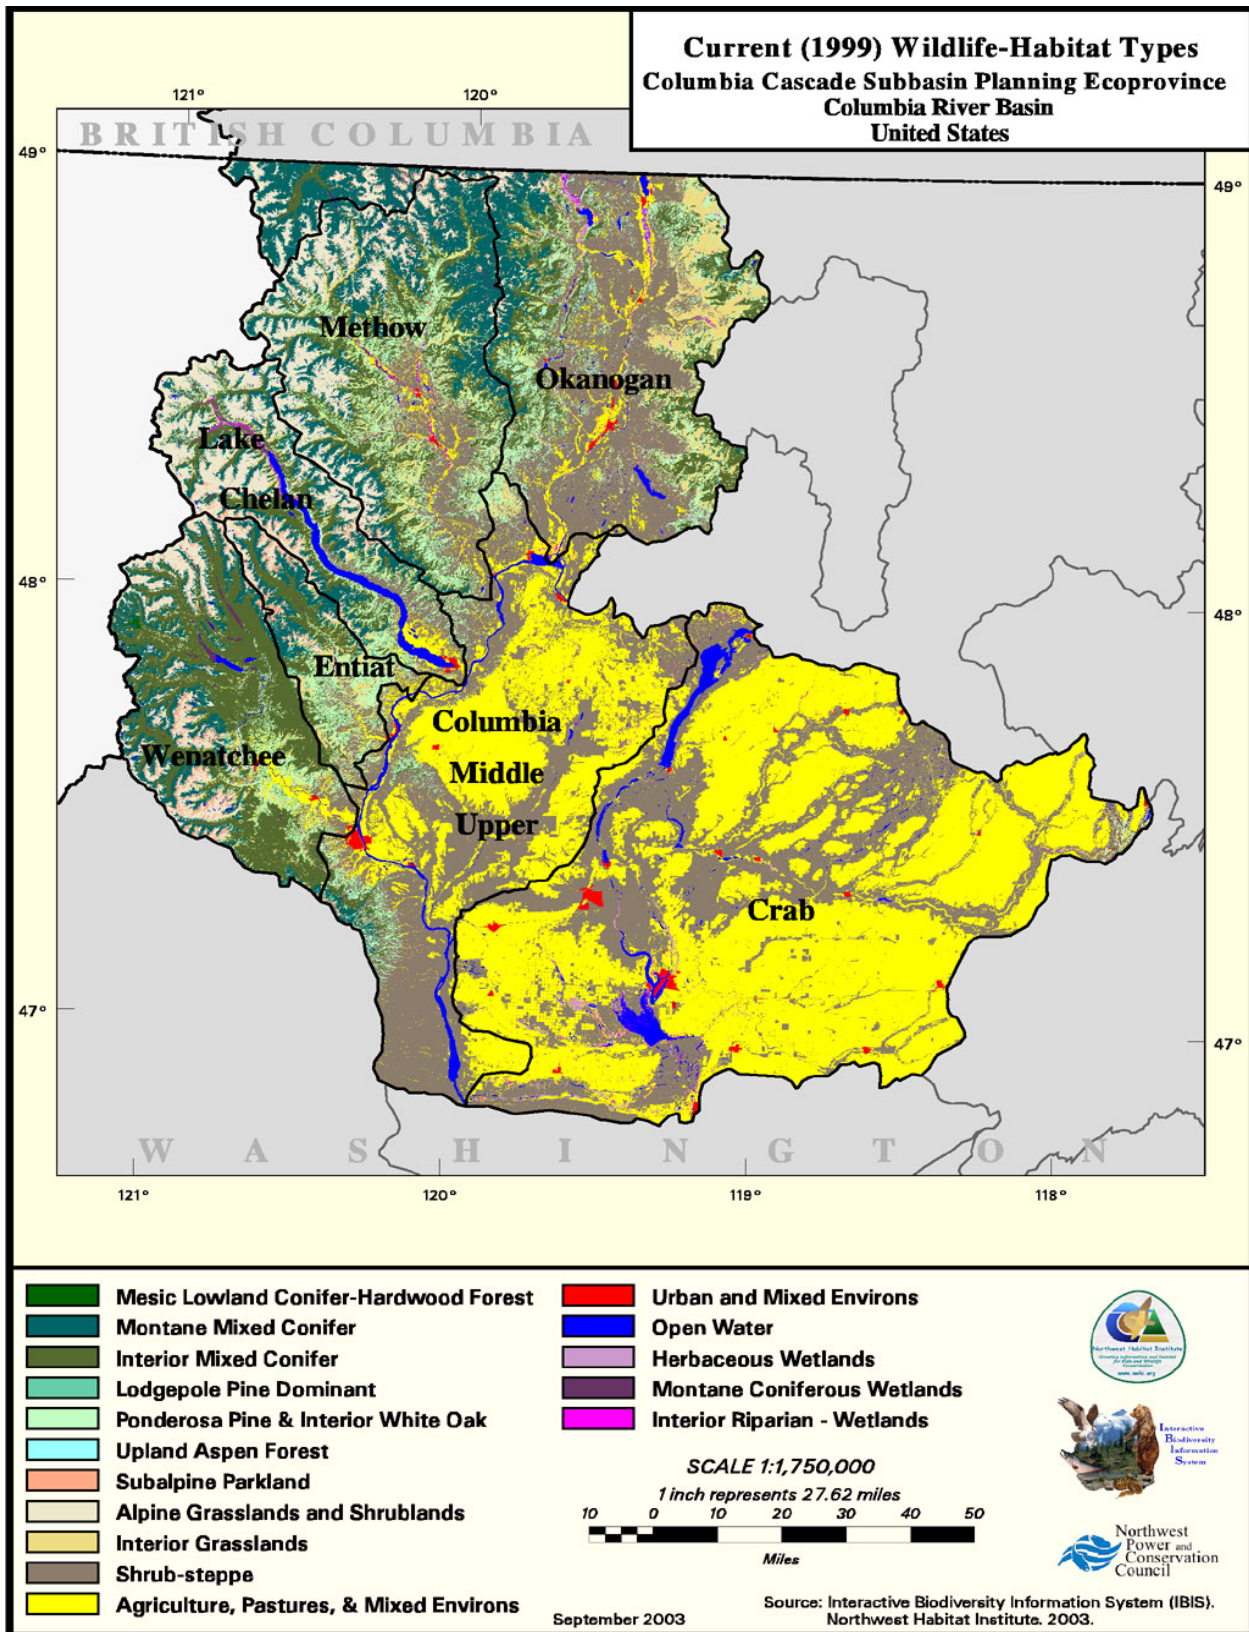 Current (1999) Wildlife-Habitat Types
Columbia Cascade Subbasin Planning Ecoprovince
Columbia River Basin
United States
121°
120°
BRITISH COLUMBIA
49°
49°
Methow
Okanogan
Lake
Chelan
48°
48°
Entiat
Columbia
Middle
Upper
Wenatchee
Crab
47°
47°
WASHINGTON
121°
120°
119°
118°
Mesic Lowland Conifer-Hardwood Forest
Montane Mixed Conifer
Interior Mixed Conifer
Lodgepole Pine Dominant
Ponderosa Pine & Interior White Oak
Upland Aspen Forest
Subalpine Parkland
Alpine Grasslands and Shrublands
Interior Grasslands
Shrub-steppe
Agriculture, Pastures, & Mixed Environs
Urban and Mixed Environs
Open Water
Herbaceous Wetlands
Montane Coniferous Wetlands
Interior Riparian - Wetlands
SCALE 1:1,750,000
1 inch represents 27.62 miles
10 0 10 20 30 40 50
Miles
September 2003
Northwest Habitat Institute
www.nwhi.org
Interactive
Biodiversity
Information
System
Northwest
Power and
Conservation
Council
Source: Interactive Biodiversity Information System (IBIS).
Northwest Habitat Institute. 2003.